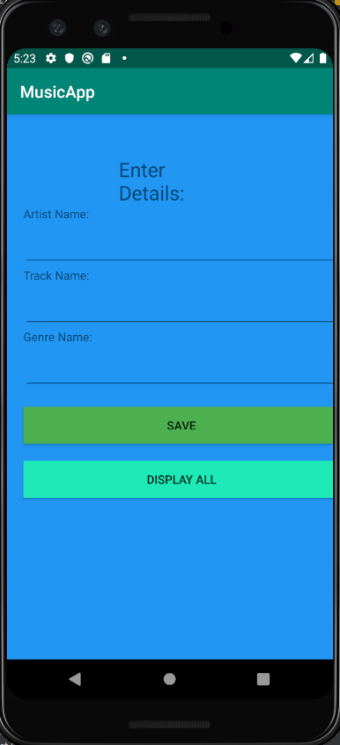 5:23
MusicApp
Enter
Details:
Artist Name:
Track Name:
Genre Name:
SAVE
DISPLAY ALL